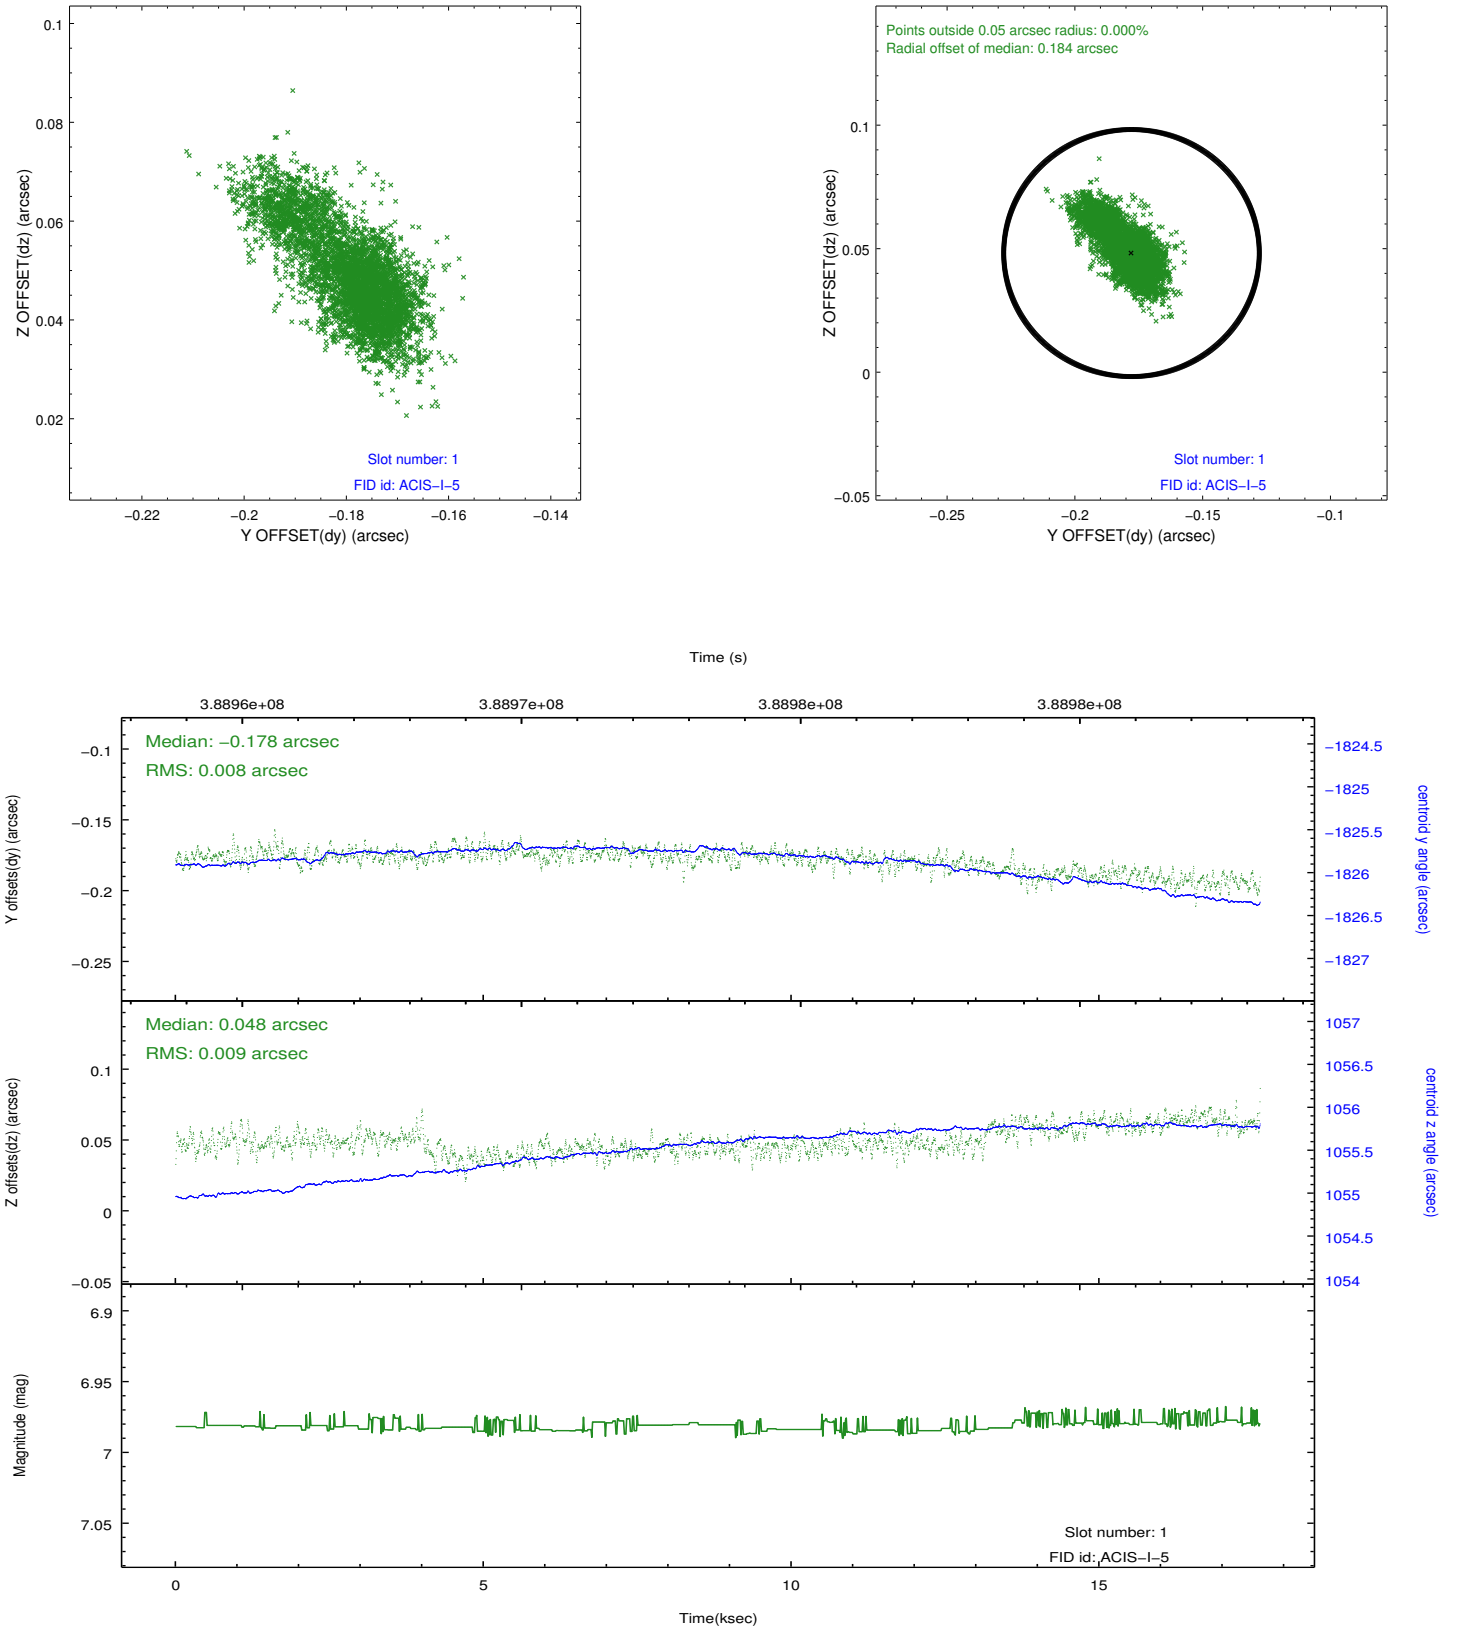 0.1
0.08
0.06
0.04
0.02
Z OFFSET(dz) (arcsec)
Slot number: 1
FID id: ACIS−I−5
−0.22
−0.2
−0.18
−0.16
−0.14
Y OFFSET(dy) (arcsec)
Points outside 0.05 arcsec radius: 0.000%
Radial offset of median: 0.184 arcsec
0.1
0.05
0
−0.05
Z OFFSET(dz) (arcsec)
Slot number: 1
FID id: ACIS−I−5
−0.25
−0.2
−0.15
−0.1
Y OFFSET(dy) (arcsec)
Time (s)
3.8896e+08
3.8897e+08
3.8898e+08
3.8898e+08
Median: −0.178 arcsec
RMS: 0.008 arcsec
−0.1
−0.15
−0.2
−0.25
Y offsets(dy) (arcsec)
−1824.5
−1825
−1825.5
−1826
−1826.5
−1827
centroid y angle (arcsec)
Median: 0.048 arcsec
RMS: 0.009 arcsec
0.1
0.05
0
−0.05
Z offsets(dz) (arcsec)
1057
1056.5
1056
1055.5
1055
1054.5
1054
centroid z angle (arcsec)
6.9
6.95
7
7.05
Magnitude (mag)
Slot number: 1
FID id: ACIS−I−5
0
5
10
15
Time(ksec)